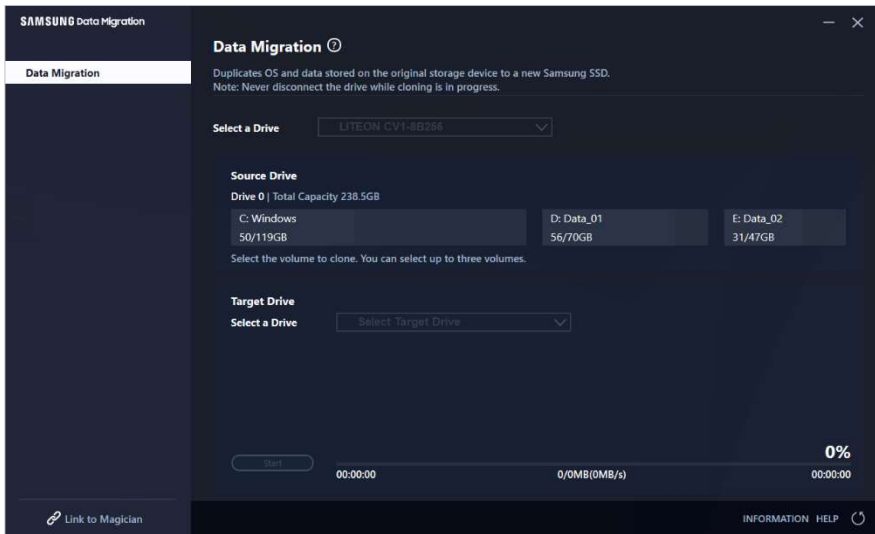 SAMSUNG Data Migration
Data Migration
Data Migration ?
Duplicates OS and data stored on the original storage device to a new Samsung SSD.
Note: Never disconnect the drive while cloning is in progress.
Select a Drive LITEON CV1-8B256
Source Drive
Drive 0 | Total Capacity 238.5GB
C: Windows D: Data_01 E: Data_02
50/119GB 56/70GB 31/47GB
Select the volume to clone. You can select up to three volumes.
Target Drive
Select a Drive Select Target Drive
0%
Start
00:00:00 0/0MB(0MB/s) 00:00:00
Link to Magician INFORMATION HELP